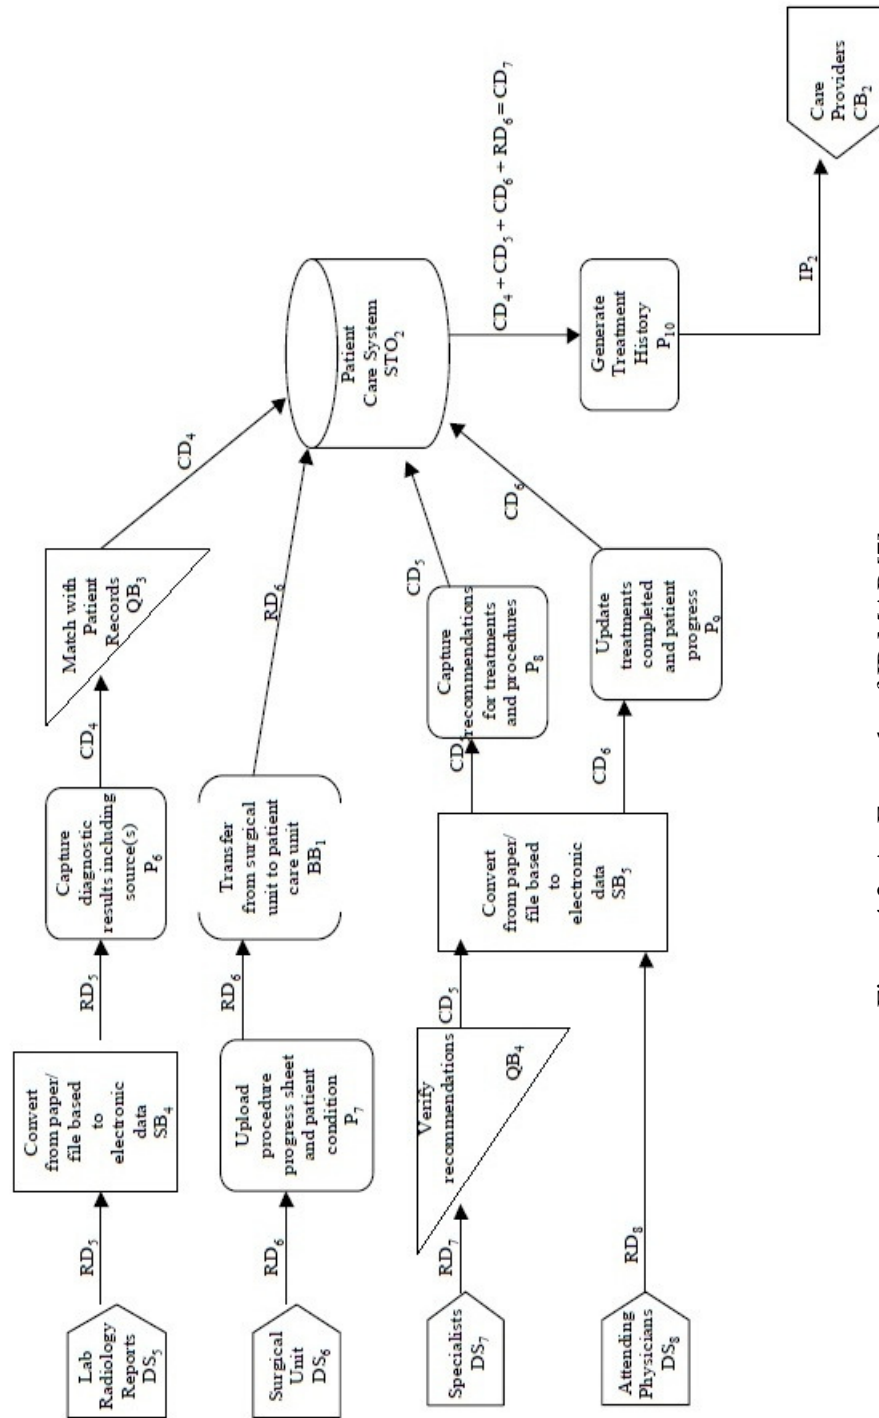 Lab
Radiology
Reports
DS5
RD5
Convert
from paper/
file based
to
electronic
data
SB4
RD5
Capture
diagnostic
results including
source(s)
P6
CD4
Match with
Patient
Records
QB3
CD4
Surgical
Unit
DS6
RD6
Upload
procedure
progress sheet
and patient
condition
P7
RD6
Transfer
from surgical
unit to patient
care unit
BB1
RD6
Patient
Care System
STO2
Specialists
DS7
RD7
Verify
recommendations
QB4
CD5
Convert
from paper/
file based
to
electronic
data
SB5
CD5
Capture
recommendations
for treatments
and procedures
P8
CD5
Attending
Physicians
DS8
RD8
CD6
Update
treatments
completed
and patient
progress
P9
CD6
CD4 + CD5 + CD6 + RD6 = CD7
Generate
Treatment
History
P10
IP2
Care
Providers
CB2